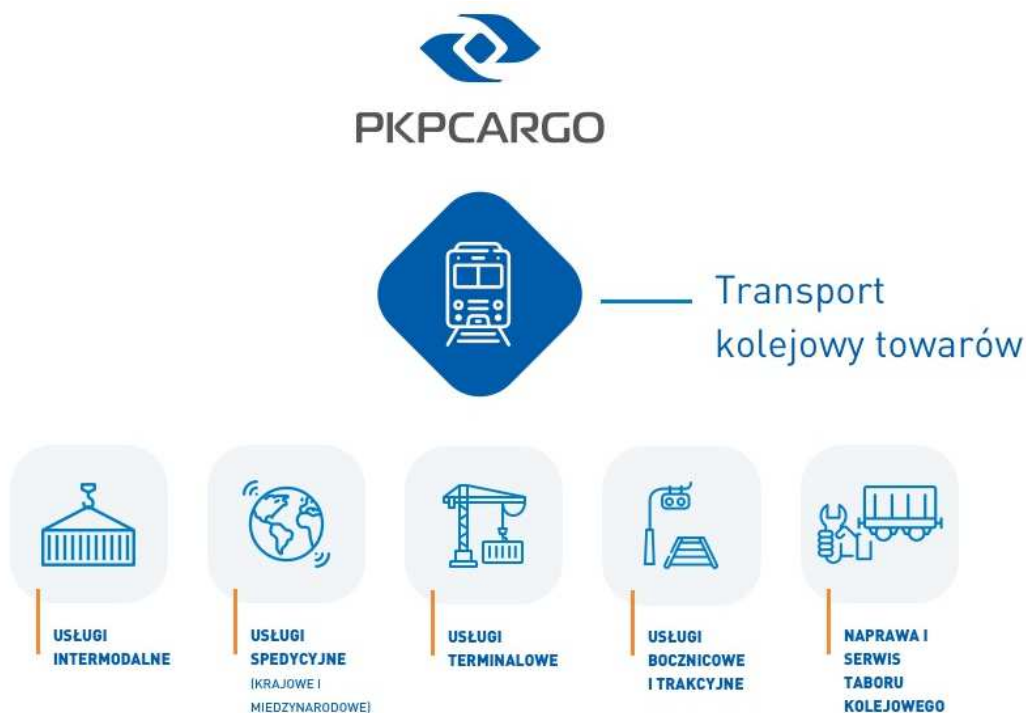 PKPCARGO
Transport
kolejowy towarów
USŁUGI
INTERMODALNE
USŁUGI
SPEDYCYJNE
(KRAJOWE I
MIEDZYNARODOWE)
USŁUGI
TERMINALOWE
USŁUGI
BOCZNICOWE
I TRAKCYJNE
NAPRAWA I
SERWIS
TABORU
KOLEJOWEGO